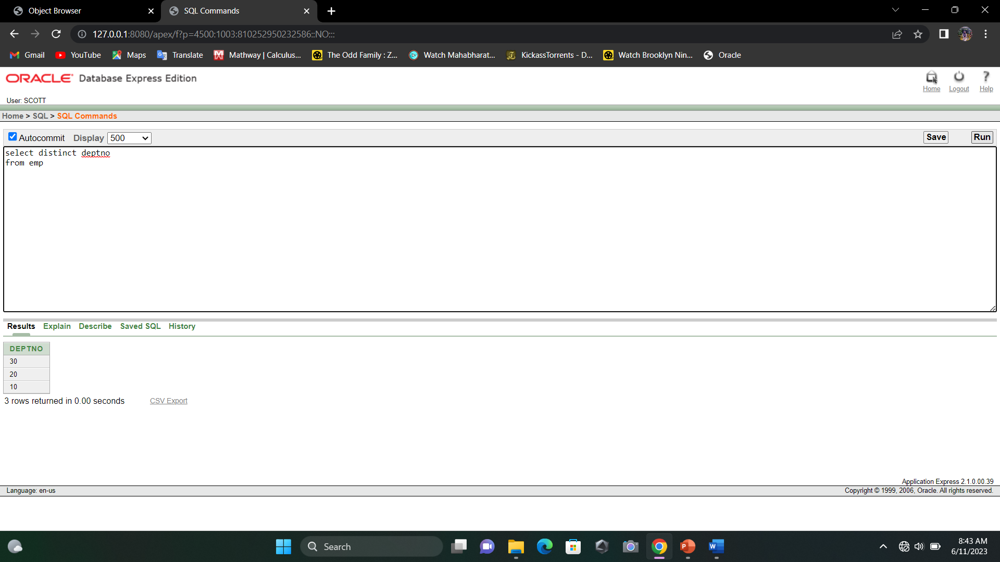 Object Browser
SQL Commands
127.0.0.1:8080/apex/f?p=4500:1003:810252950232586::NO:::
Gmail
YouTube
Maps
Translate
Mathway | Calculus...
The Odd Family : Z...
Watch Mahabharat...
KickassTorrents - D...
Watch Brooklyn Nin...
Oracle
ORACLE Database Express Edition
Home
Logout
Help
User: SCOTT
Home > SQL > SQL Commands
Autocommit
Display
500
Save
Run
select distinct deptno
from emp
Results
Explain
Describe
Saved SQL
History
DEPTNO
30
20
10
3 rows returned in 0.00 seconds
CSV Export
Application Express 2.1.0.00.39
Language: en-us
Copyright © 1999, 2006, Oracle. All rights reserved.
Search
8:43 AM
6/11/2023